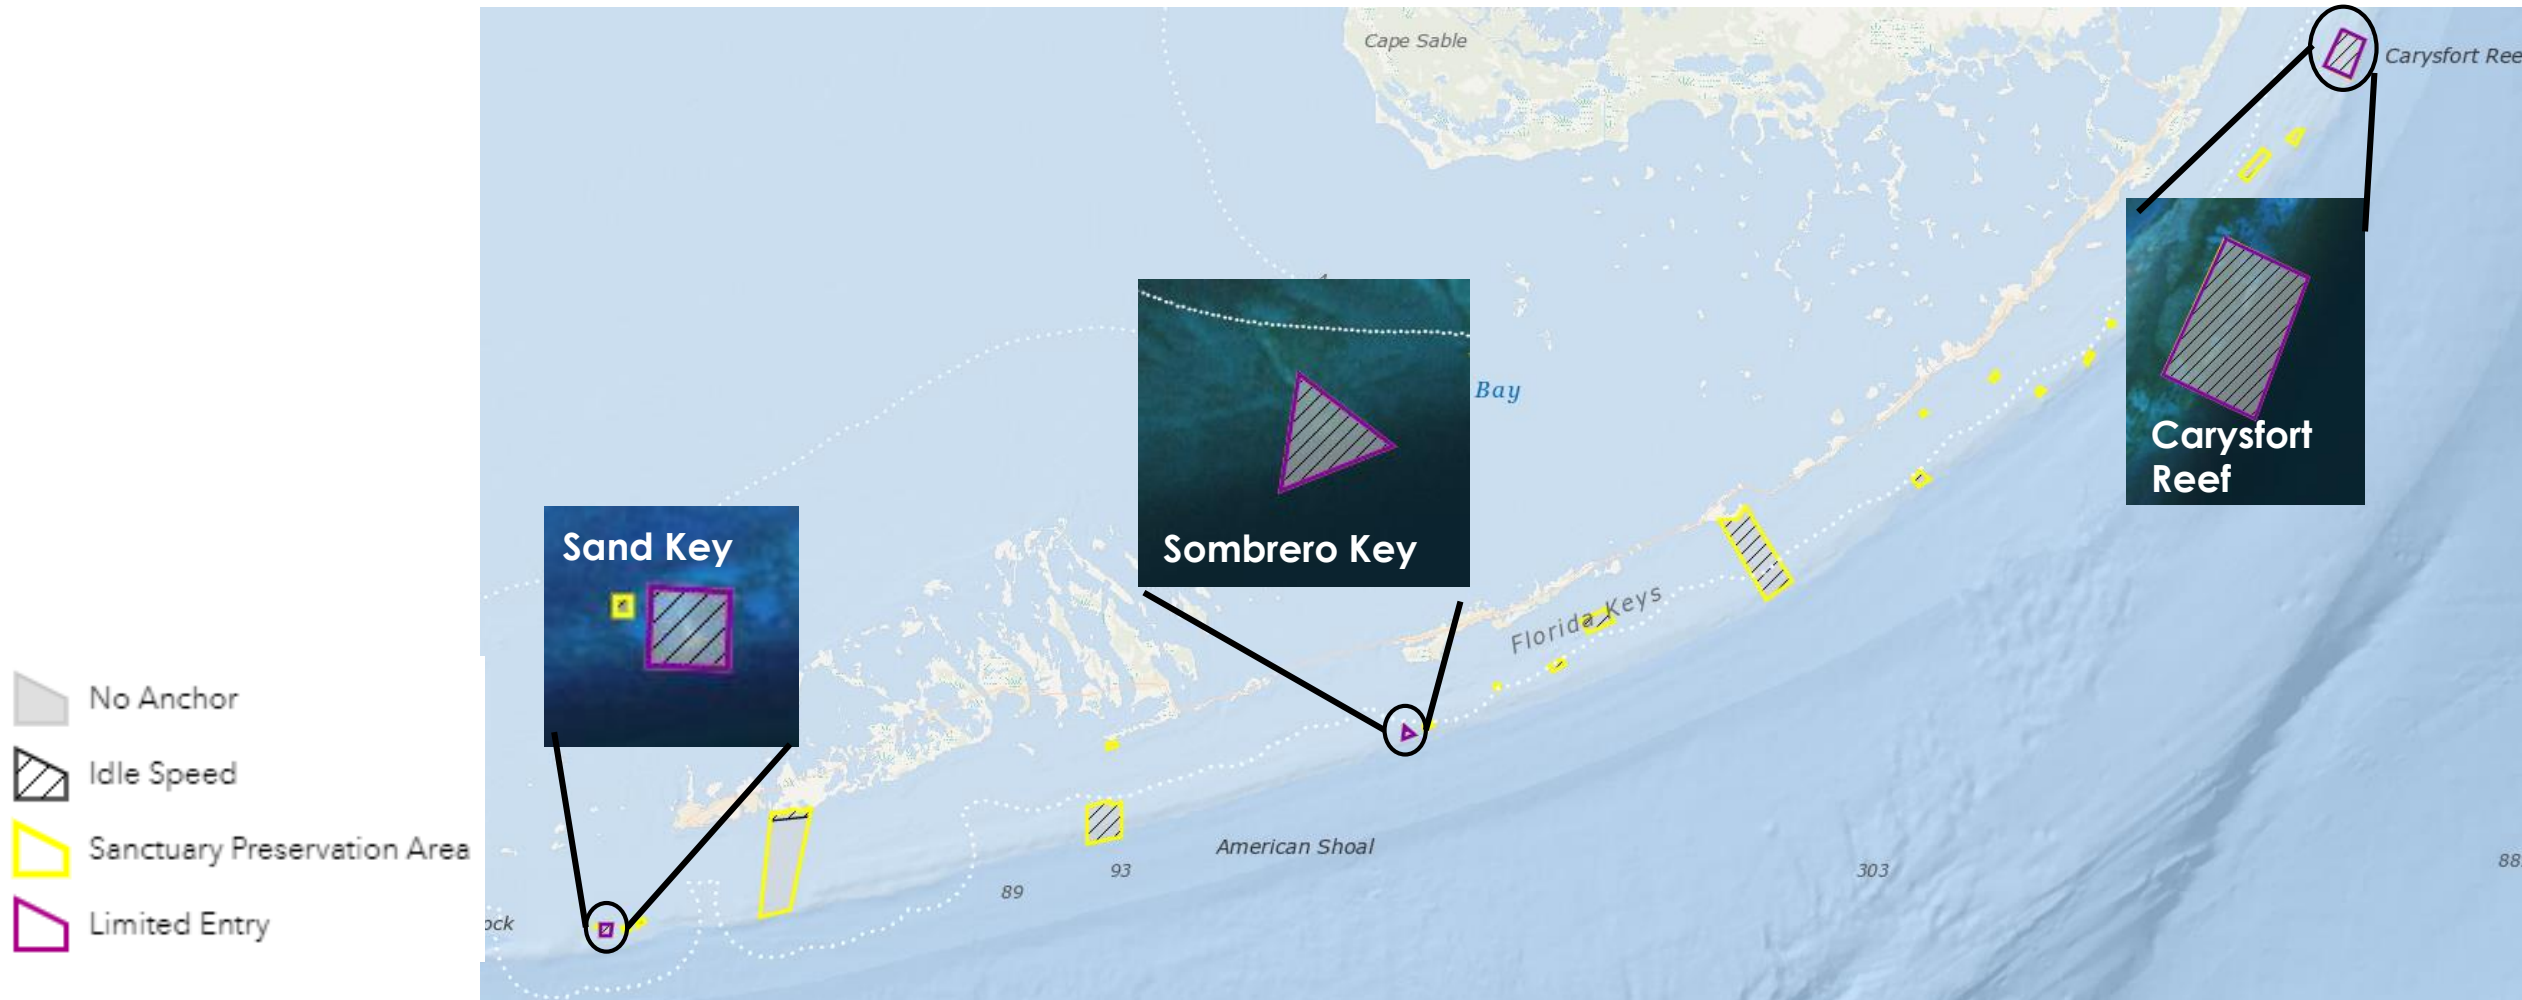 Cape Sable
Carysfort Ree
Carysfort
Reef
Bay
Sombrero Key
Sand Key
Florida Keys
No Anchor
Idle Speed
Sanctuary Preservation Area
Limited Entry
American Shoal
93
89
303
88
ock